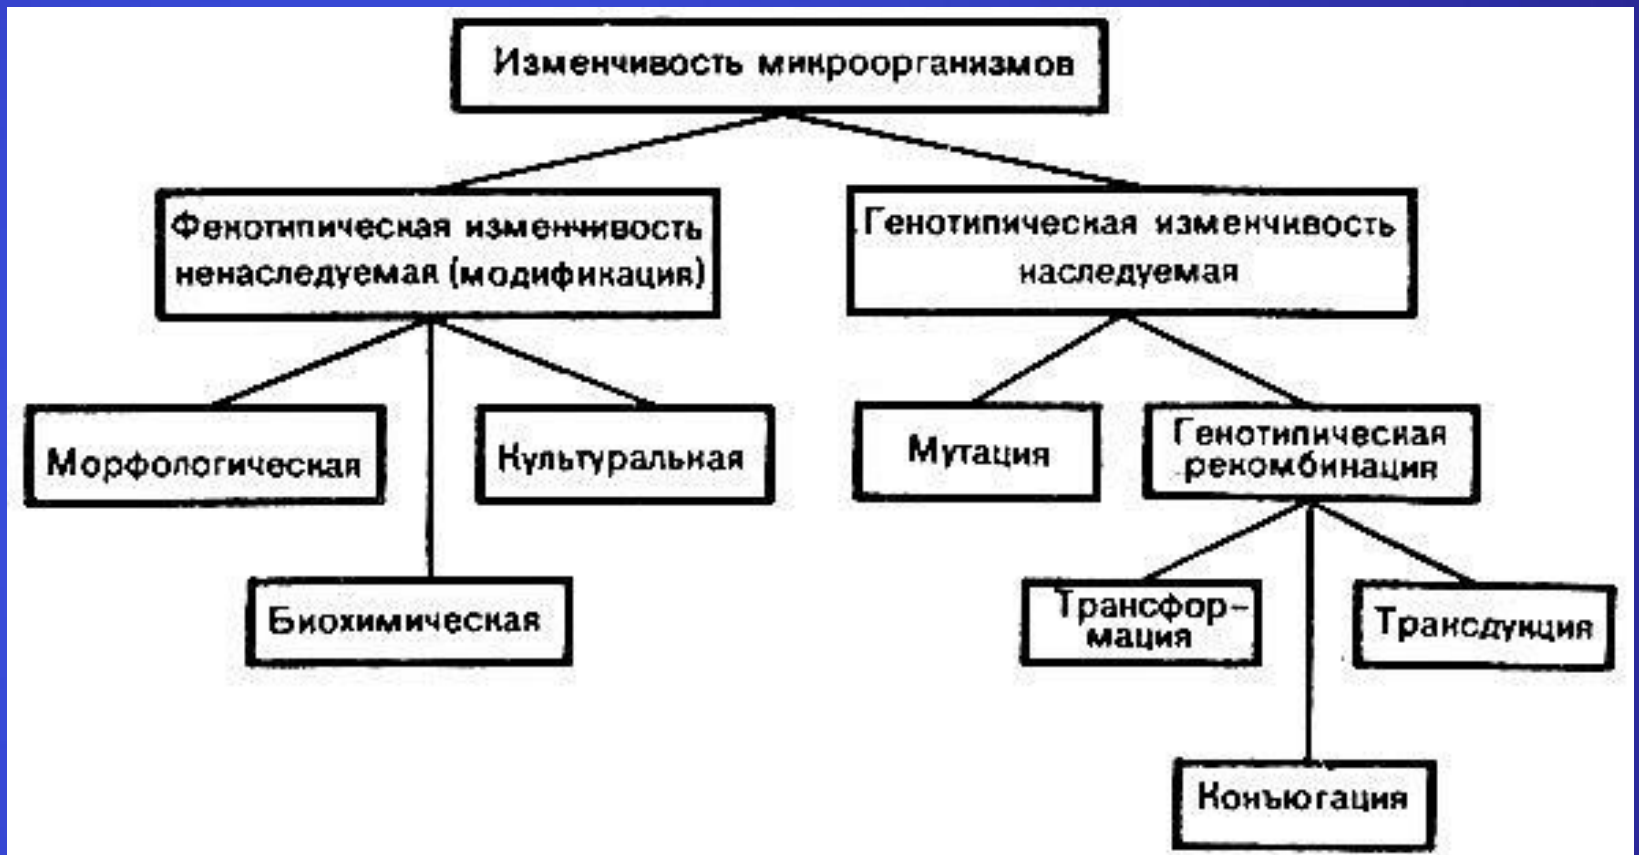 Изменчивость микроорганизмов
Фенотипическая изменчивость
ненаследуемая (модификация)
Генотипическая изменчивость
наследуемая
Морфологическая
Культуральная
Мутация
Генотипическая
рекомбинация
Биохимическая
Трансфор-
мация
Трансдукция
Конъюгация